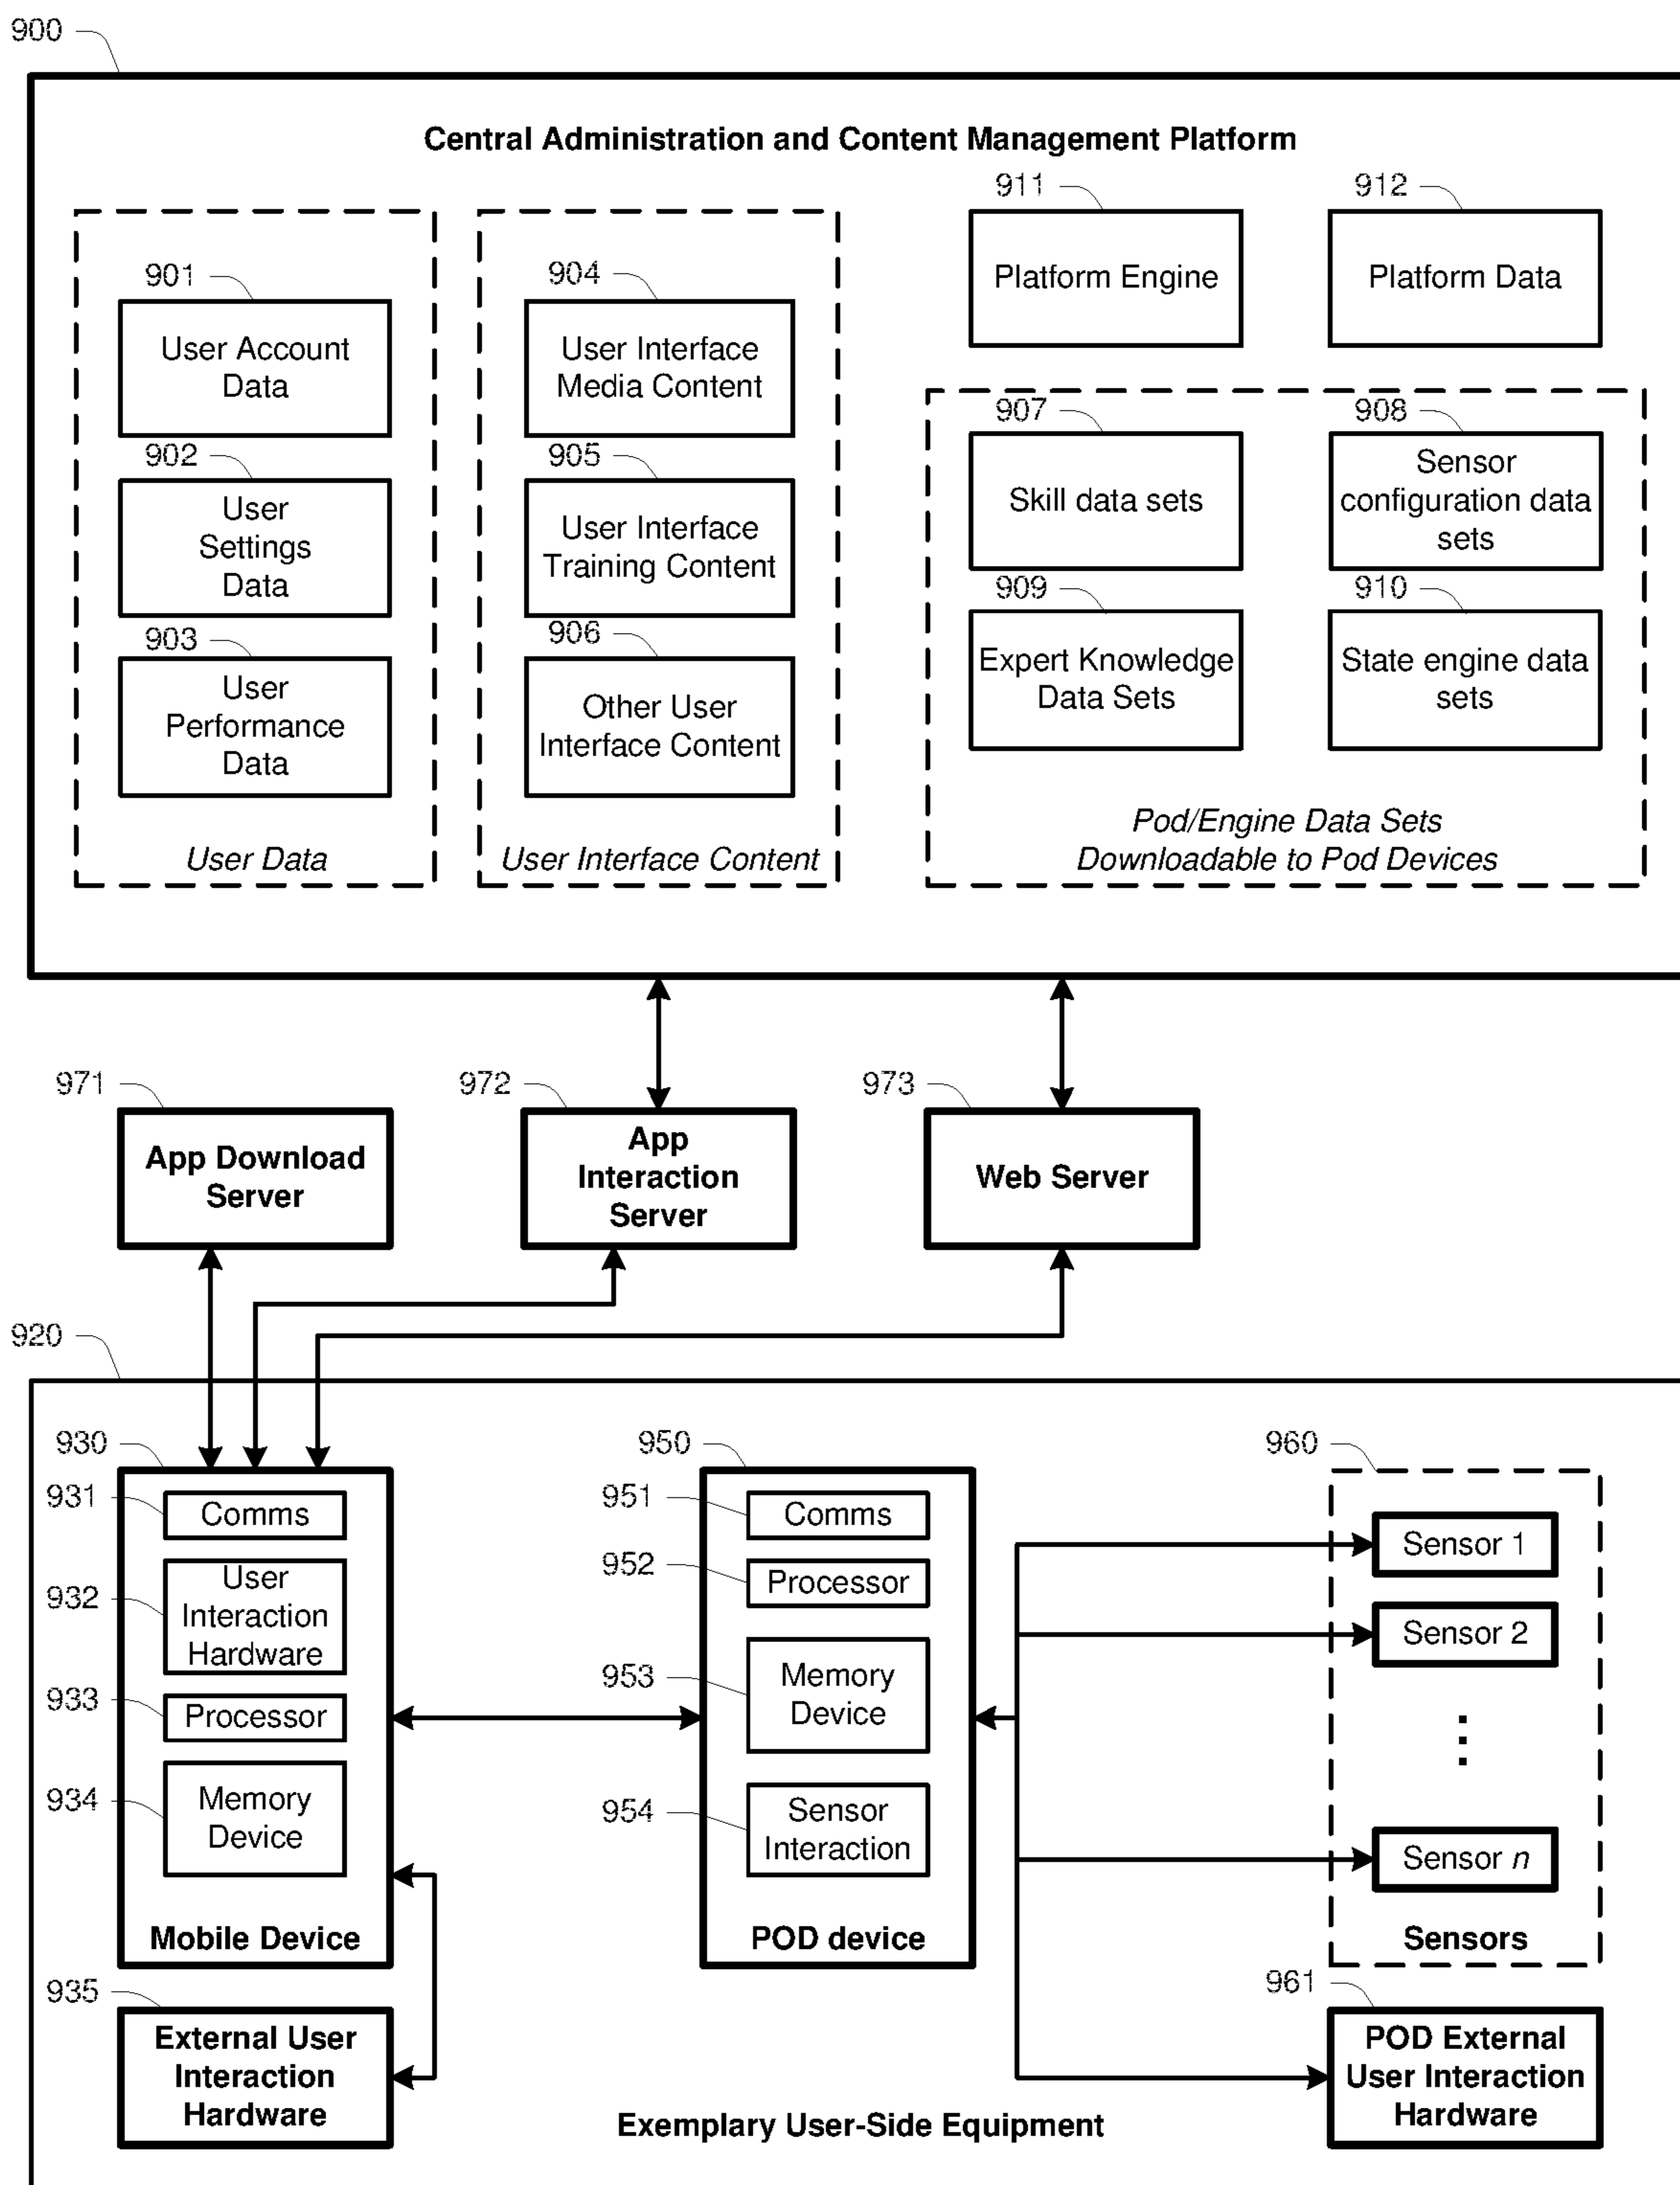 900
Central Administration and Content Management Platform
911
912
Platform Engine
Platform Data
901
User Account
Data
902
User
Settings
Data
903
User
Performance
Data
User Data
904
User Interface
Media Content
905
User Interface
Training Content
906
Other User
Interface Content
User Interface Content
907
Skill data sets
908
Sensor
configuration data
sets
909
Expert Knowledge
Data Sets
910
State engine data
sets
Pod/Engine Data Sets
Downloadable to Pod Devices
971
App Download
Server
972
App
Interaction
Server
973
Web Server
920
930
931
Comms
932
User
Interaction
Hardware
933
Processor
934
Memory
Device
Mobile Device
935
External User
Interaction
Hardware
950
951
Comms
952
Processor
953
Memory
Device
954
Sensor
Interaction
POD device
960
Sensor 1
Sensor 2
Sensor n
Sensors
961
POD External
User Interaction
Hardware
Exemplary User-Side Equipment